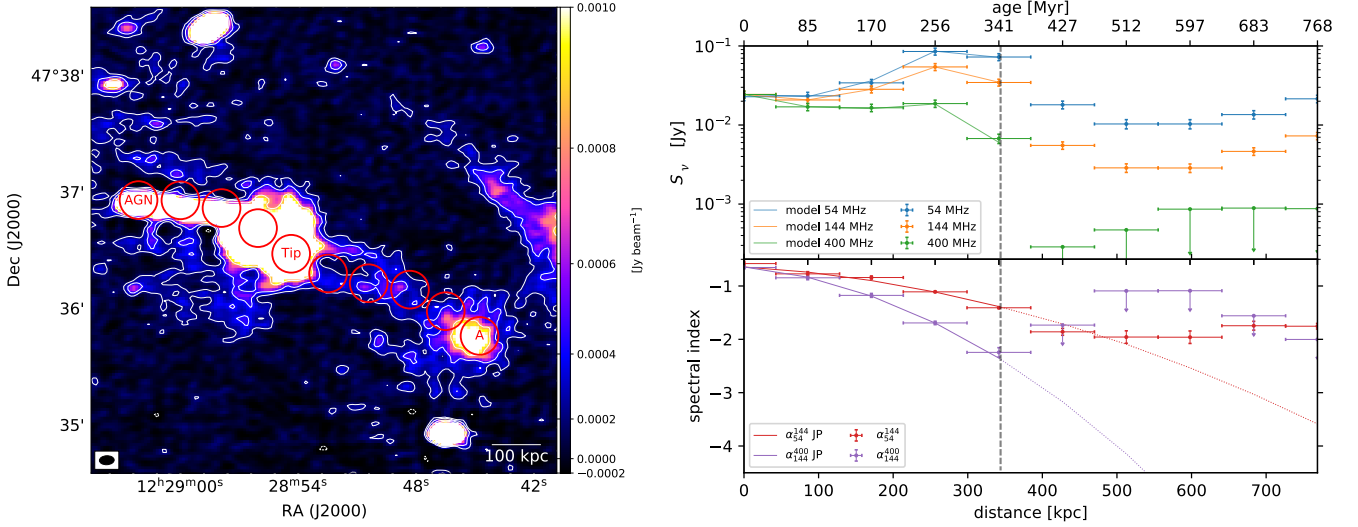 47°38'
37'
36'
35'
Dec (J2000)
12ʰ29ᵐ00ˢ
28ᵐ54ˢ
48ˢ
42ˢ
RA (J2000)
AGN
Tip
A
100 kpc
0.0010
0.0008
0.0006
0.0004
0.0002
0.0000
−0.0002
[Jy beam⁻¹]
age [Myr]
0 85 170 256 341 427 512 597 683 768
10⁻¹
10⁻²
10⁻³
S_ν [Jy]
model 54 MHz 54 MHz
model 144 MHz 144 MHz
model 400 MHz 400 MHz
−1
−2
−3
−4
spectral index
α₅₄¹⁴⁴ JP α₅₄¹⁴⁴
α₁₄₄⁴⁰⁰ JP α₁₄₄⁴⁰⁰
0 100 200 300 400 500 600 700
distance [kpc]